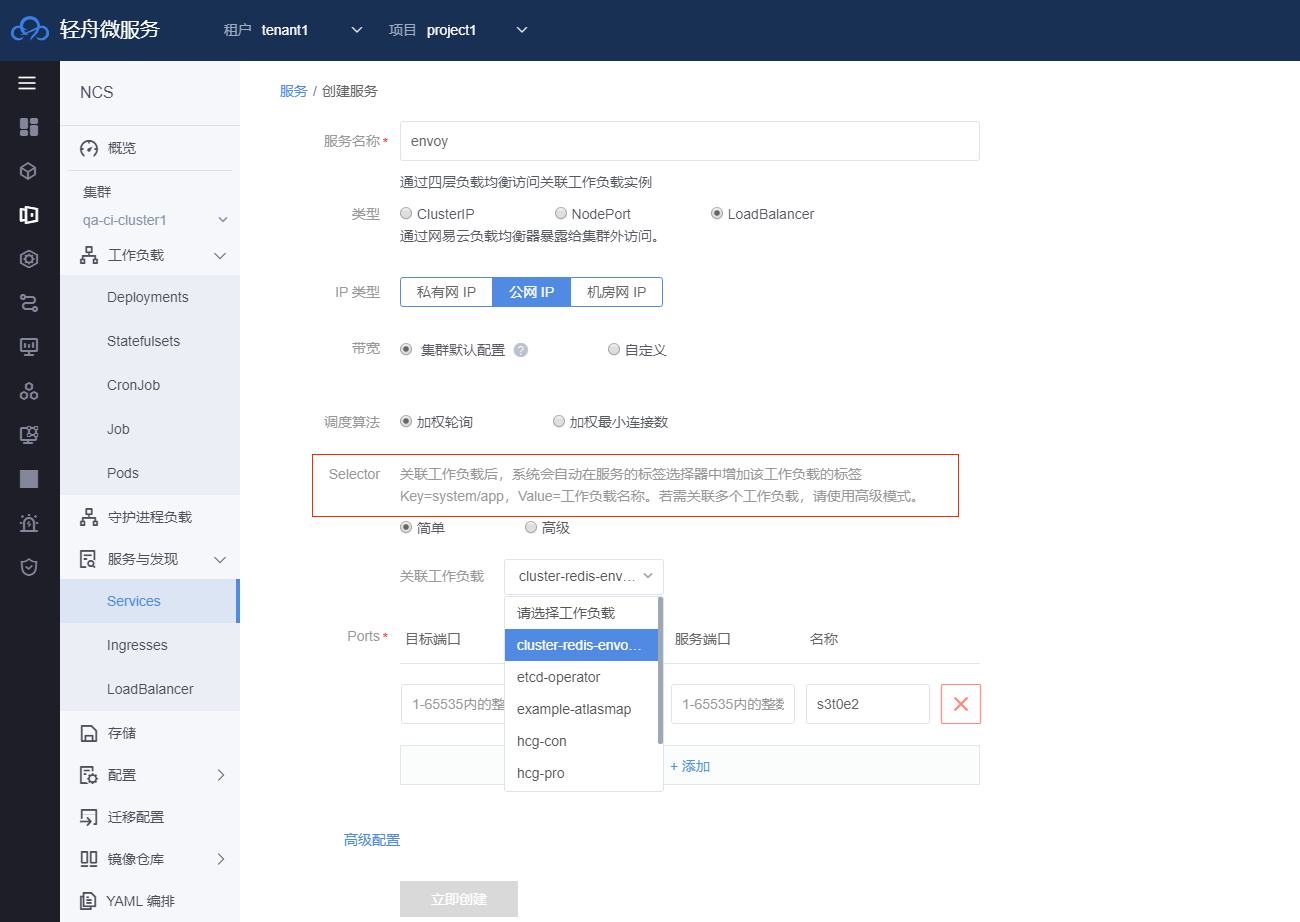 轻舟微服务
租户 tenant1
项目 project1
NCS
概览
集群
qa-ci-cluster1
工作负载
Deployments
Statefulsets
CronJob
Job
Pods
守护进程负载
服务与发现
Services
Ingresses
LoadBalancer
存储
配置
迁移配置
镜像仓库
YAML 编排
服务 / 创建服务
服务名称* envoy
通过四层负载均衡访问关联工作负载实例
类型 ClusterIP NodePort LoadBalancer
通过网易云负载均衡器暴露给集群外访问。
IP 类型 私有网 IP 公网 IP 机房网 IP
带宽 集群默认配置 ? 自定义
调度算法 加权轮询 加权最小连接数
Selector 关联工作负载后，系统会自动在服务的标签选择器中增加该工作负载的标签
Key=system/app，Value=工作负载名称。若需关联多个工作负载，请使用高级模式。
简单 高级
关联工作负载 cluster-redis-env...
请选择工作负载
cluster-redis-envo...
etcd-operator
example-atlasmap
hcg-con
hcg-pro
Ports* 目标端口 服务端口 名称
1-65535内的整 1-65535内的整数 s3t0e2
+ 添加
高级配置
立即创建